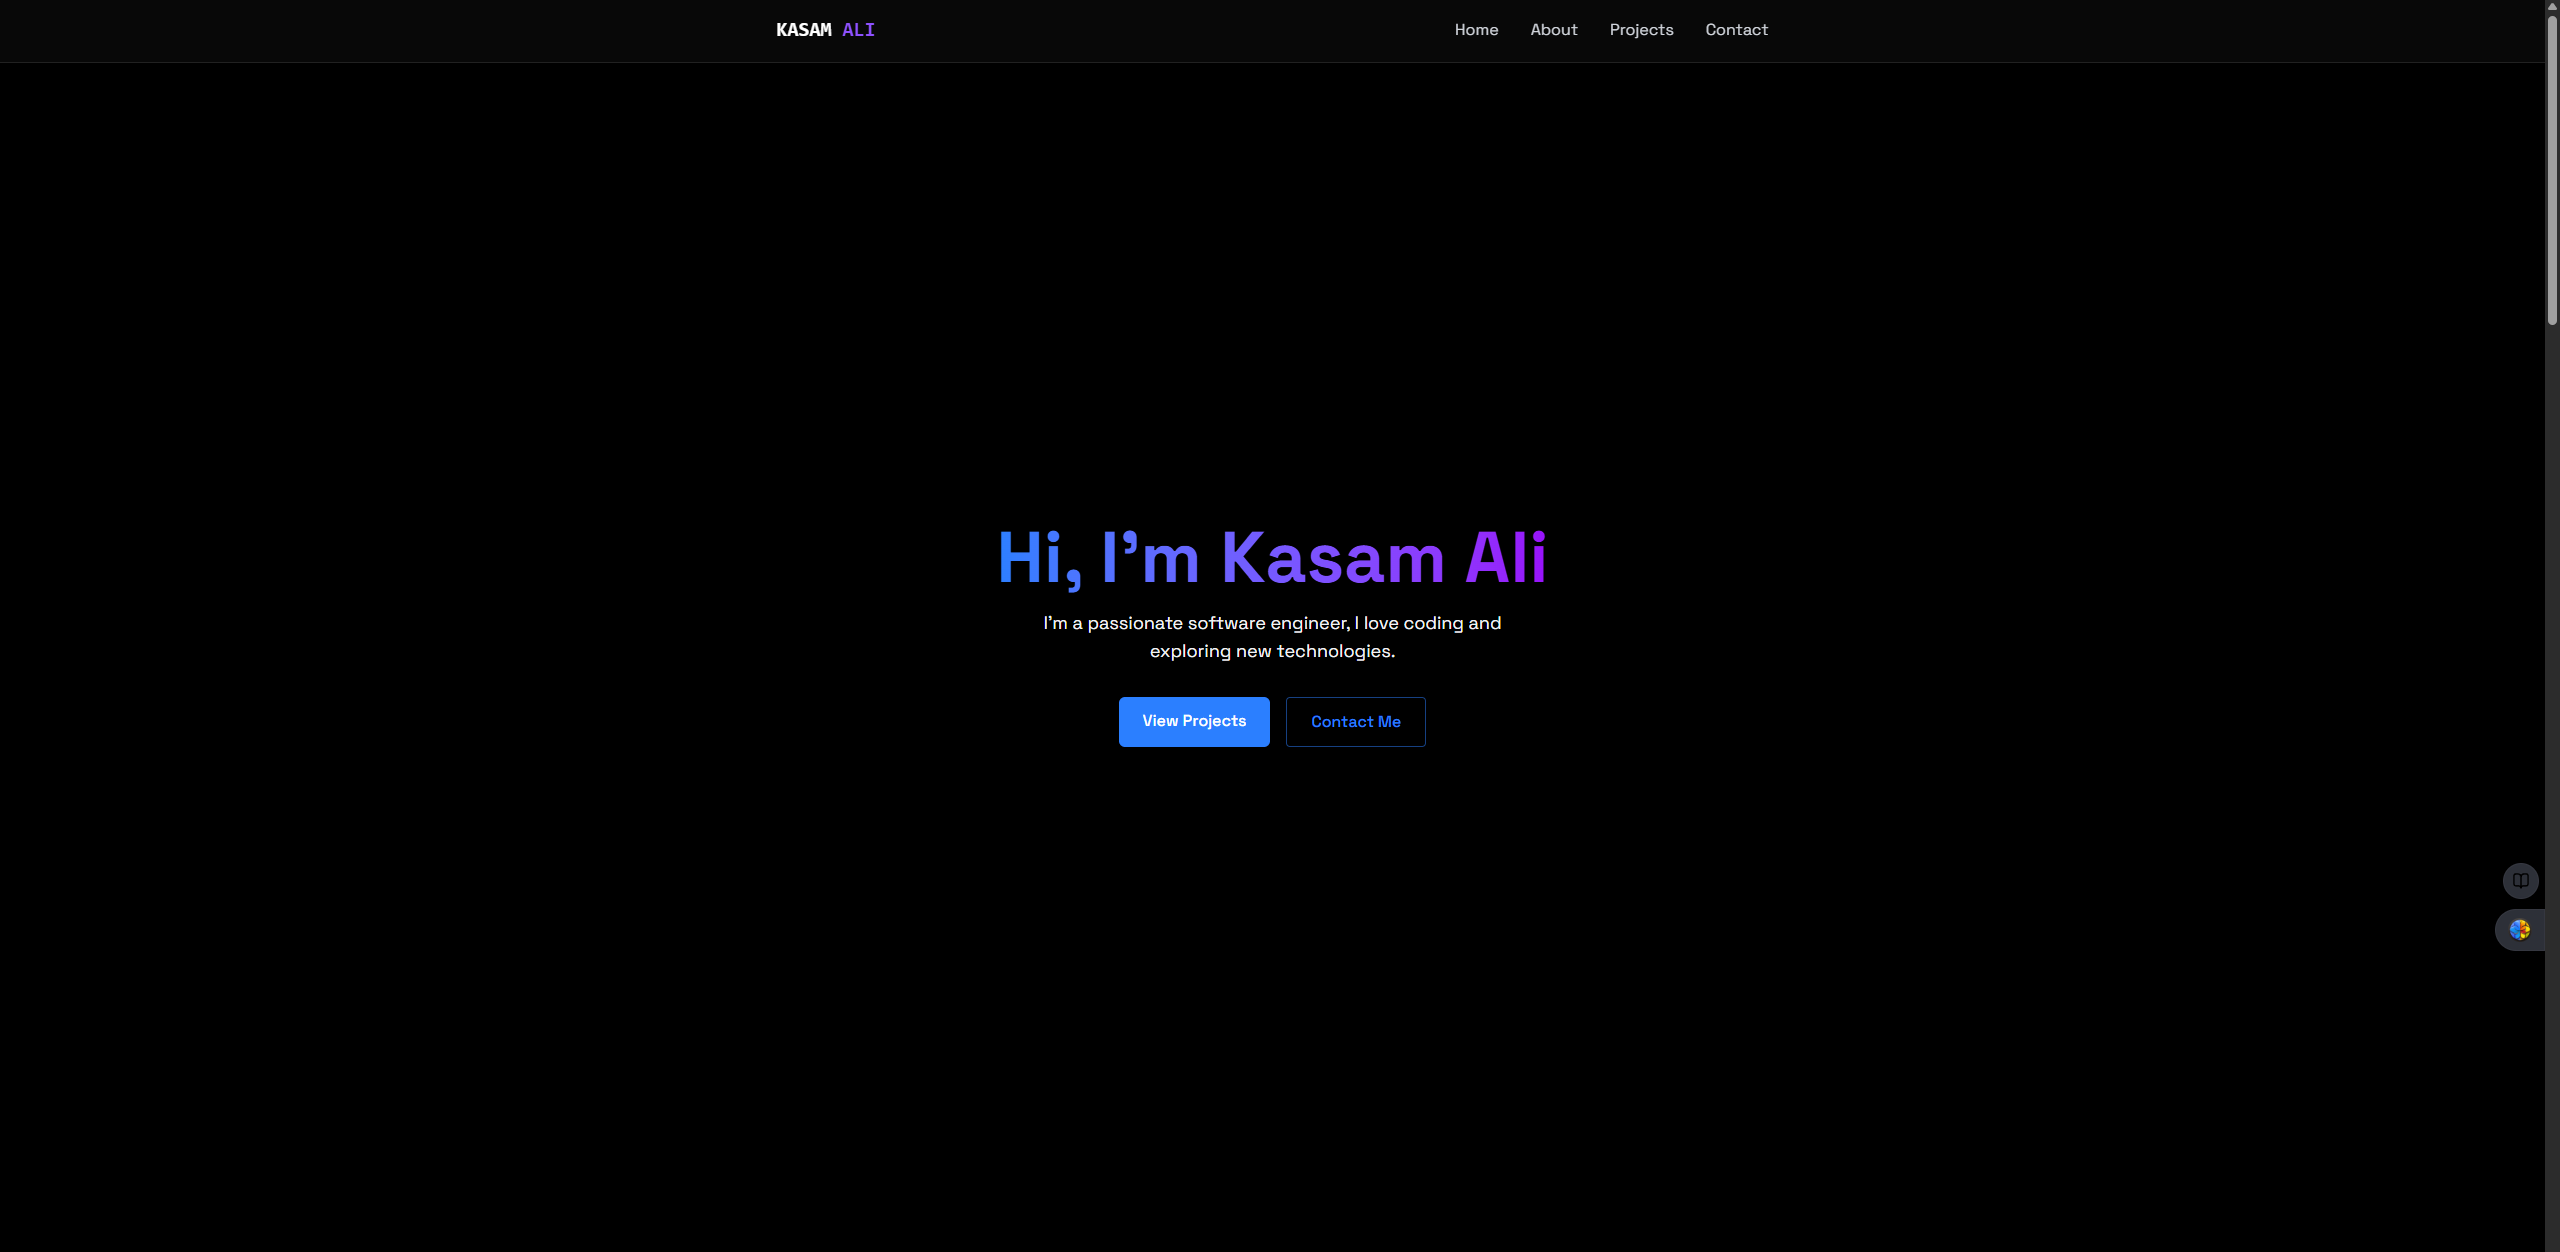 KASAM ALI
Home About Projects Contact
Hi, I’m Kasam Ali
I’m a passionate software engineer, I love coding and
exploring new technologies.
View Projects Contact Me